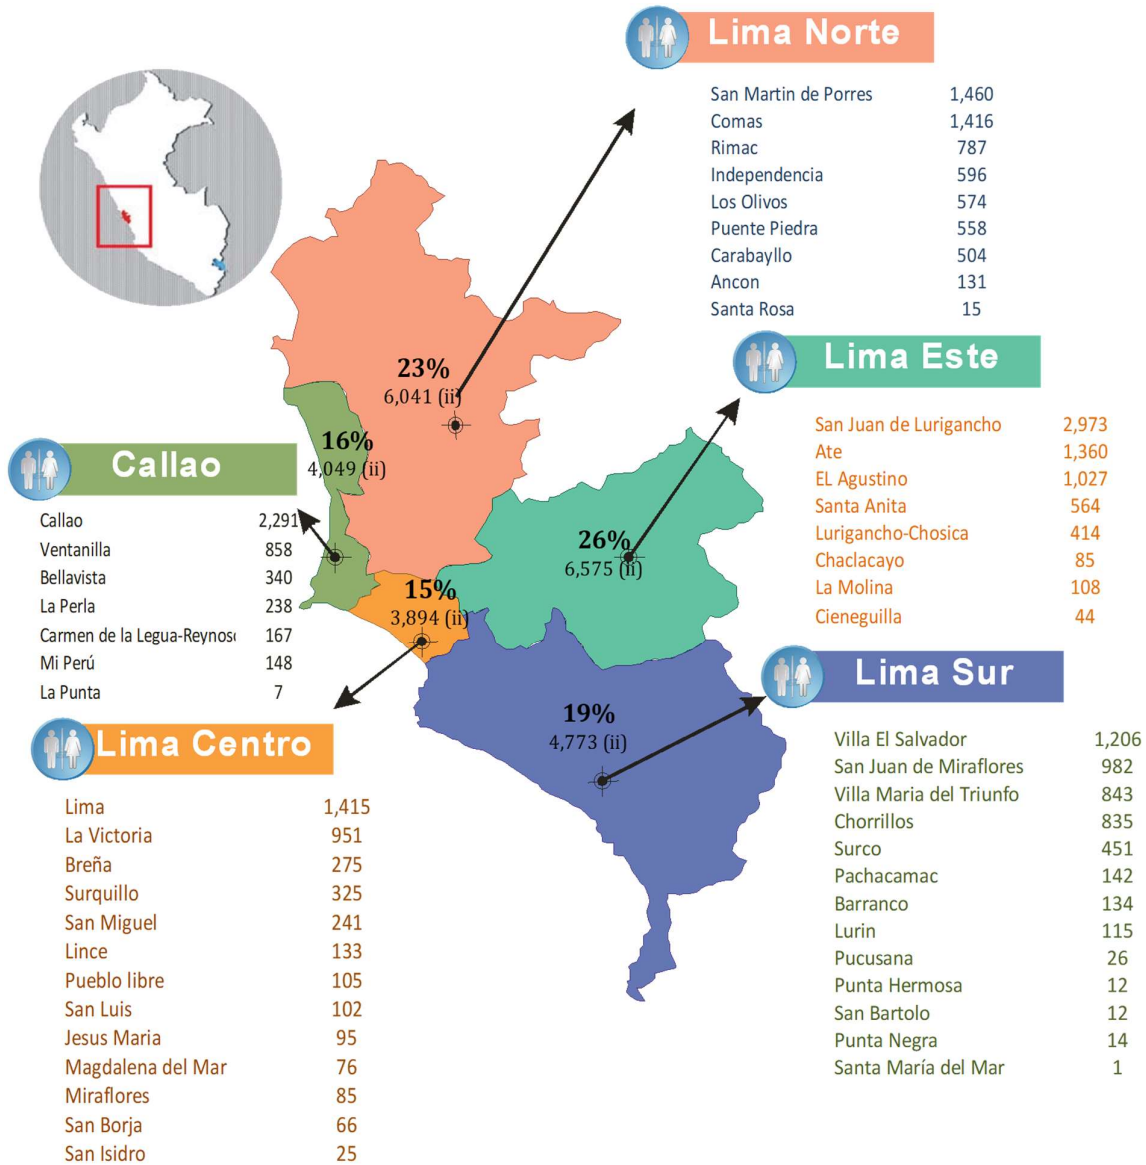 Lima Norte
San Martin de Porres 1,460
Comas 1,416
Rimac 787
Independencia 596
Los Olivos 574
Puente Piedra 558
Carabayllo 504
Ancon 131
Santa Rosa 15
23%
6,041 (ii)
Lima Este
San Juan de Lurigancho 2,973
Ate 1,360
EL Agustino 1,027
Santa Anita 564
Lurigancho-Chosica 414
Chaclacayo 85
La Molina 108
Cieneguilla 44
16%
4,049 (ii)
Callao
Callao 2,291
Ventanilla 858
Bellavista 340
La Perla 238
Carmen de la Legua-Reynoso 167
Mi Perú 148
La Punta 7
26%
6,575 (ii)
15%
3,894 (ii)
Lima Sur
19%
4,773 (ii)
Villa El Salvador 1,206
San Juan de Miraflores 982
Villa Maria del Triunfo 843
Chorrillos 835
Surco 451
Pachacamac 142
Barranco 134
Lurin 115
Pucusana 26
Punta Hermosa 12
San Bartolo 12
Punta Negra 14
Santa María del Mar 1
Lima Centro
Lima 1,415
La Victoria 951
Breña 275
Surquillo 325
San Miguel 241
Lince 133
Pueblo libre 105
San Luis 102
Jesus Maria 95
Magdalena del Mar 76
Miraflores 85
San Borja 66
San Isidro 25